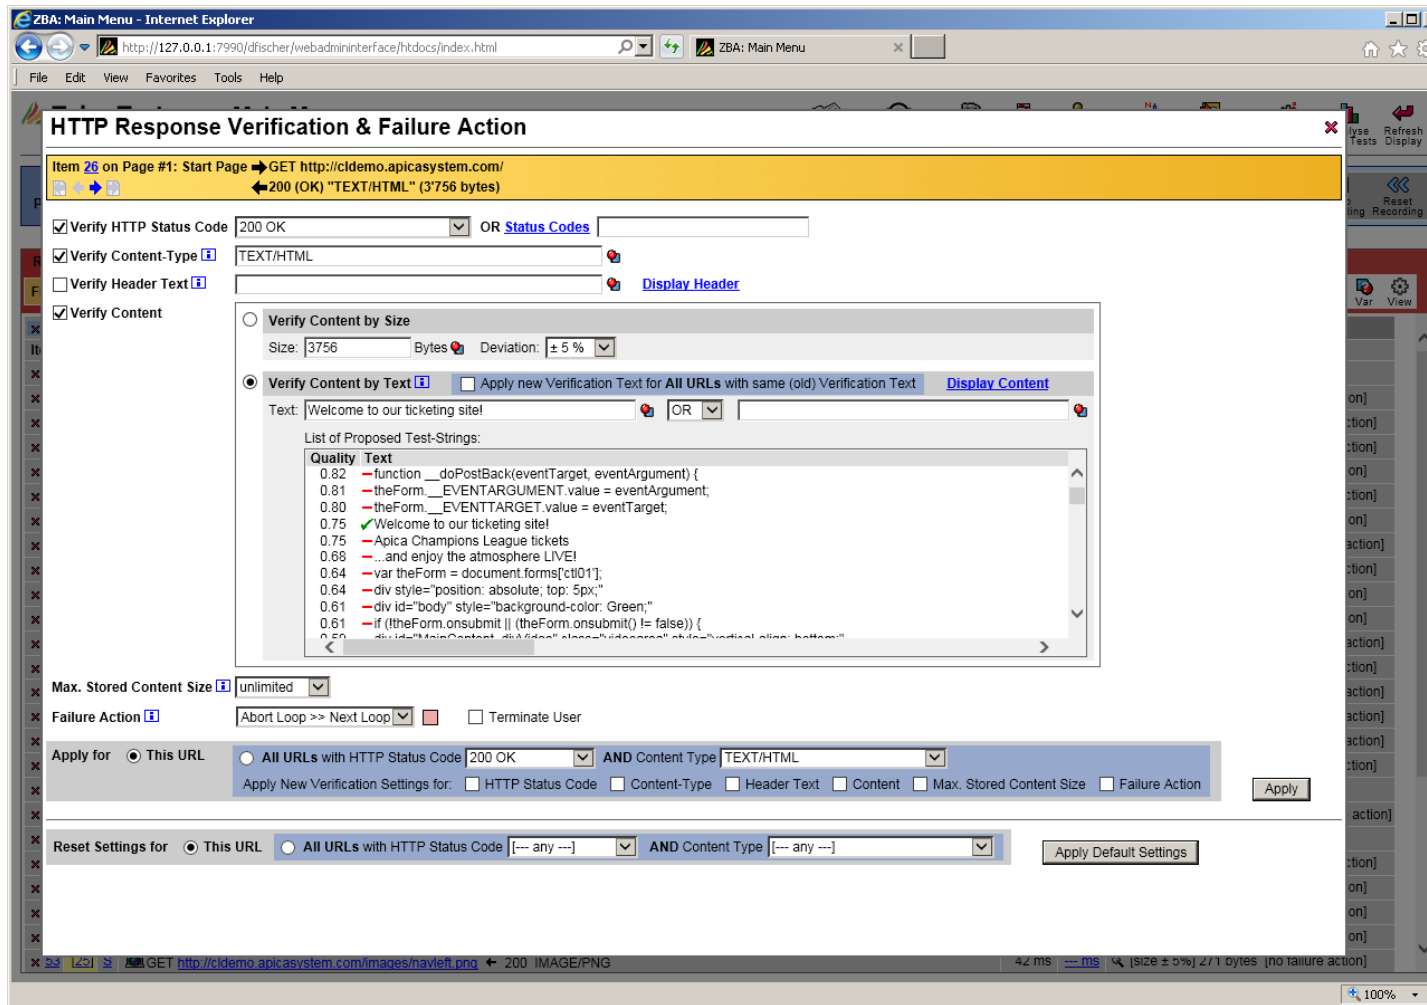 ZBA: Main Menu - Internet Explorer
http://127.0.0.1:7990/dfischer/webadmininterface/htdocs/index.html
ZBA: Main Menu
File Edit View Favorites Tools Help
HTTP Response Verification & Failure Action
Refresh
Tests Display
Item 26 on Page #1: Start Page GET http://cldemo.apicasystem.com/
200 (OK) "TEXT/HTML" (3'756 bytes)
Reset
Recording
Verify HTTP Status Code 200 OK OR Status Codes
Verify Content-Type TEXT/HTML
Verify Header Text Display Header
Var View
Verify Content
Verify Content by Size
Size: 3756 Bytes Deviation: ± 5 %
Verify Content by Text Apply new Verification Text for All URLs with same (old) Verification Text Display Content
Text: Welcome to our ticketing site! OR
List of Proposed Test-Strings:
Quality Text
0.82 function __doPostBack(eventTarget, eventArgument) {
0.81 theForm.__EVENTARGUMENT.value = eventArgument;
0.80 theForm.__EVENTTARGET.value = eventTarget;
0.75 Welcome to our ticketing site!
0.75 Apica Champions League tickets
0.68 ...and enjoy the atmosphere LIVE!
0.64 var theForm = document.forms['ctl01'];
0.64 div style="position: absolute; top: 5px;"
0.61 div id="body" style="background-color: Green;"
0.61 if (!theForm.onsubmit || (theForm.onsubmit() != false)) {
Max. Stored Content Size unlimited
Failure Action Abort Loop >> Next Loop Terminate User
Apply for This URL All URLs with HTTP Status Code 200 OK AND Content Type TEXT/HTML
Apply New Verification Settings for: HTTP Status Code Content-Type Header Text Content Max. Stored Content Size Failure Action
Apply
Reset Settings for This URL All URLs with HTTP Status Code [--- any ---] AND Content Type [--- any ---]
Apply Default Settings
53 [25] S GET http://cldemo.apicasystem.com/images/navleft.png 200 IMAGE/PNG 42 ms --- ms [size ± 5%] 271 bytes [no failure action]
100%